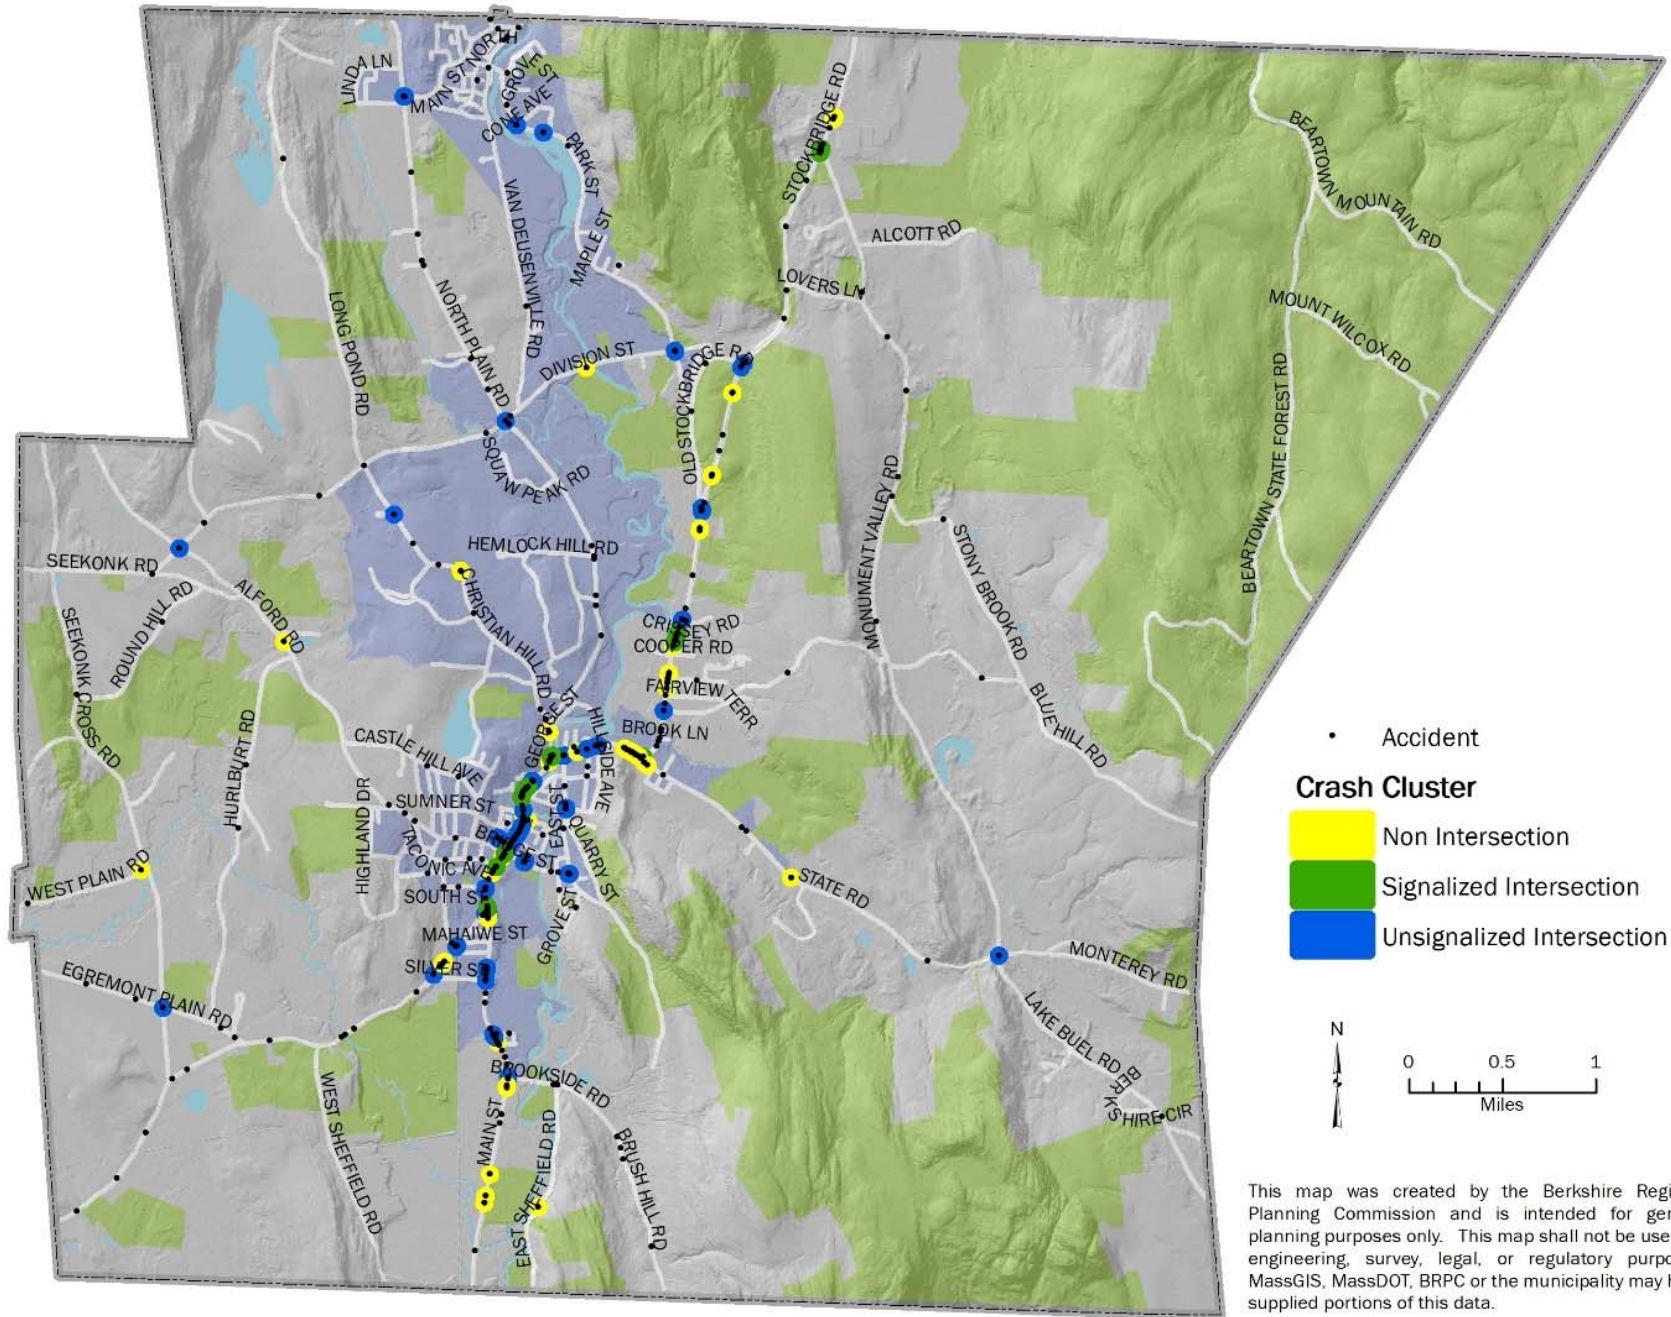 LINDA LN
MAIN ST NORTH
GROVE ST
CONE AVE
PARK ST
STOCKBRIDGE RD
BEARTOWN MOUNTAIN RD
VAN DEUSENVILLE RD
MAPLE ST
ALCOTT RD
LOVERS LN
LONG POND RD
NORTH PLAIN RD
MOUNT WILCOX RD
DIVISION ST
OLD STOCKBRIDGE RD
BEARTOWN STATE FOREST RD
SQUAW PEAK RD
MONUMENT VALLEY RD
HEMLOCK HILL RD
STONY BROOK RD
SEEKONK RD
ROUND HILL RD
ALFORD RD
CHRISTIAN HILL RD
SEEKONK CROSS RD
CRISSEY RD
COOPER RD
FAIRVIEW TERR
BROOK LN
BLUE HILL RD
HURLBURT RD
GEORGE ST
HILLSIDE AVE
CASTLE HILL AVE
SUMNER ST
HIGHLAND DR
TACONIC AVE
BRIDGE ST
EAST ST
QUARRY ST
WEST PLAIN RD
SOUTH ST
STATE RD
GROVE ST
MAHAIWE ST
SILVER ST
MONTEREY RD
EGREMONT PLAIN RD
LAKE BUEL RD
BERKSHIRE CIR
BROOKSIDE RD
WEST SHEFFIELD RD
MAIN ST
EAST SHEFFIELD RD
BRUSH HILL RD
Accident
Crash Cluster
Non Intersection
Signalized Intersection
Unsignalized Intersection
N
0 0.5 1
Miles
This map was created by the Berkshire Regi
Planning Commission and is intended for ger
planning purposes only. This map shall not be use
engineering, survey, legal, or regulatory purpo
MassGIS, MassDOT, BRPC or the municipality may h
supplied portions of this data.